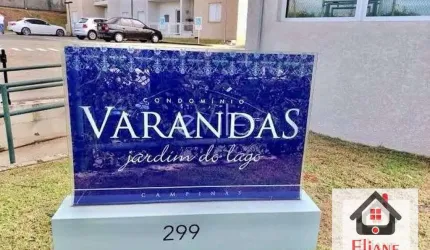 CONDOMÍNIO
VARANDAS
jardim do lago
CAMPINAS
299
ELIANE